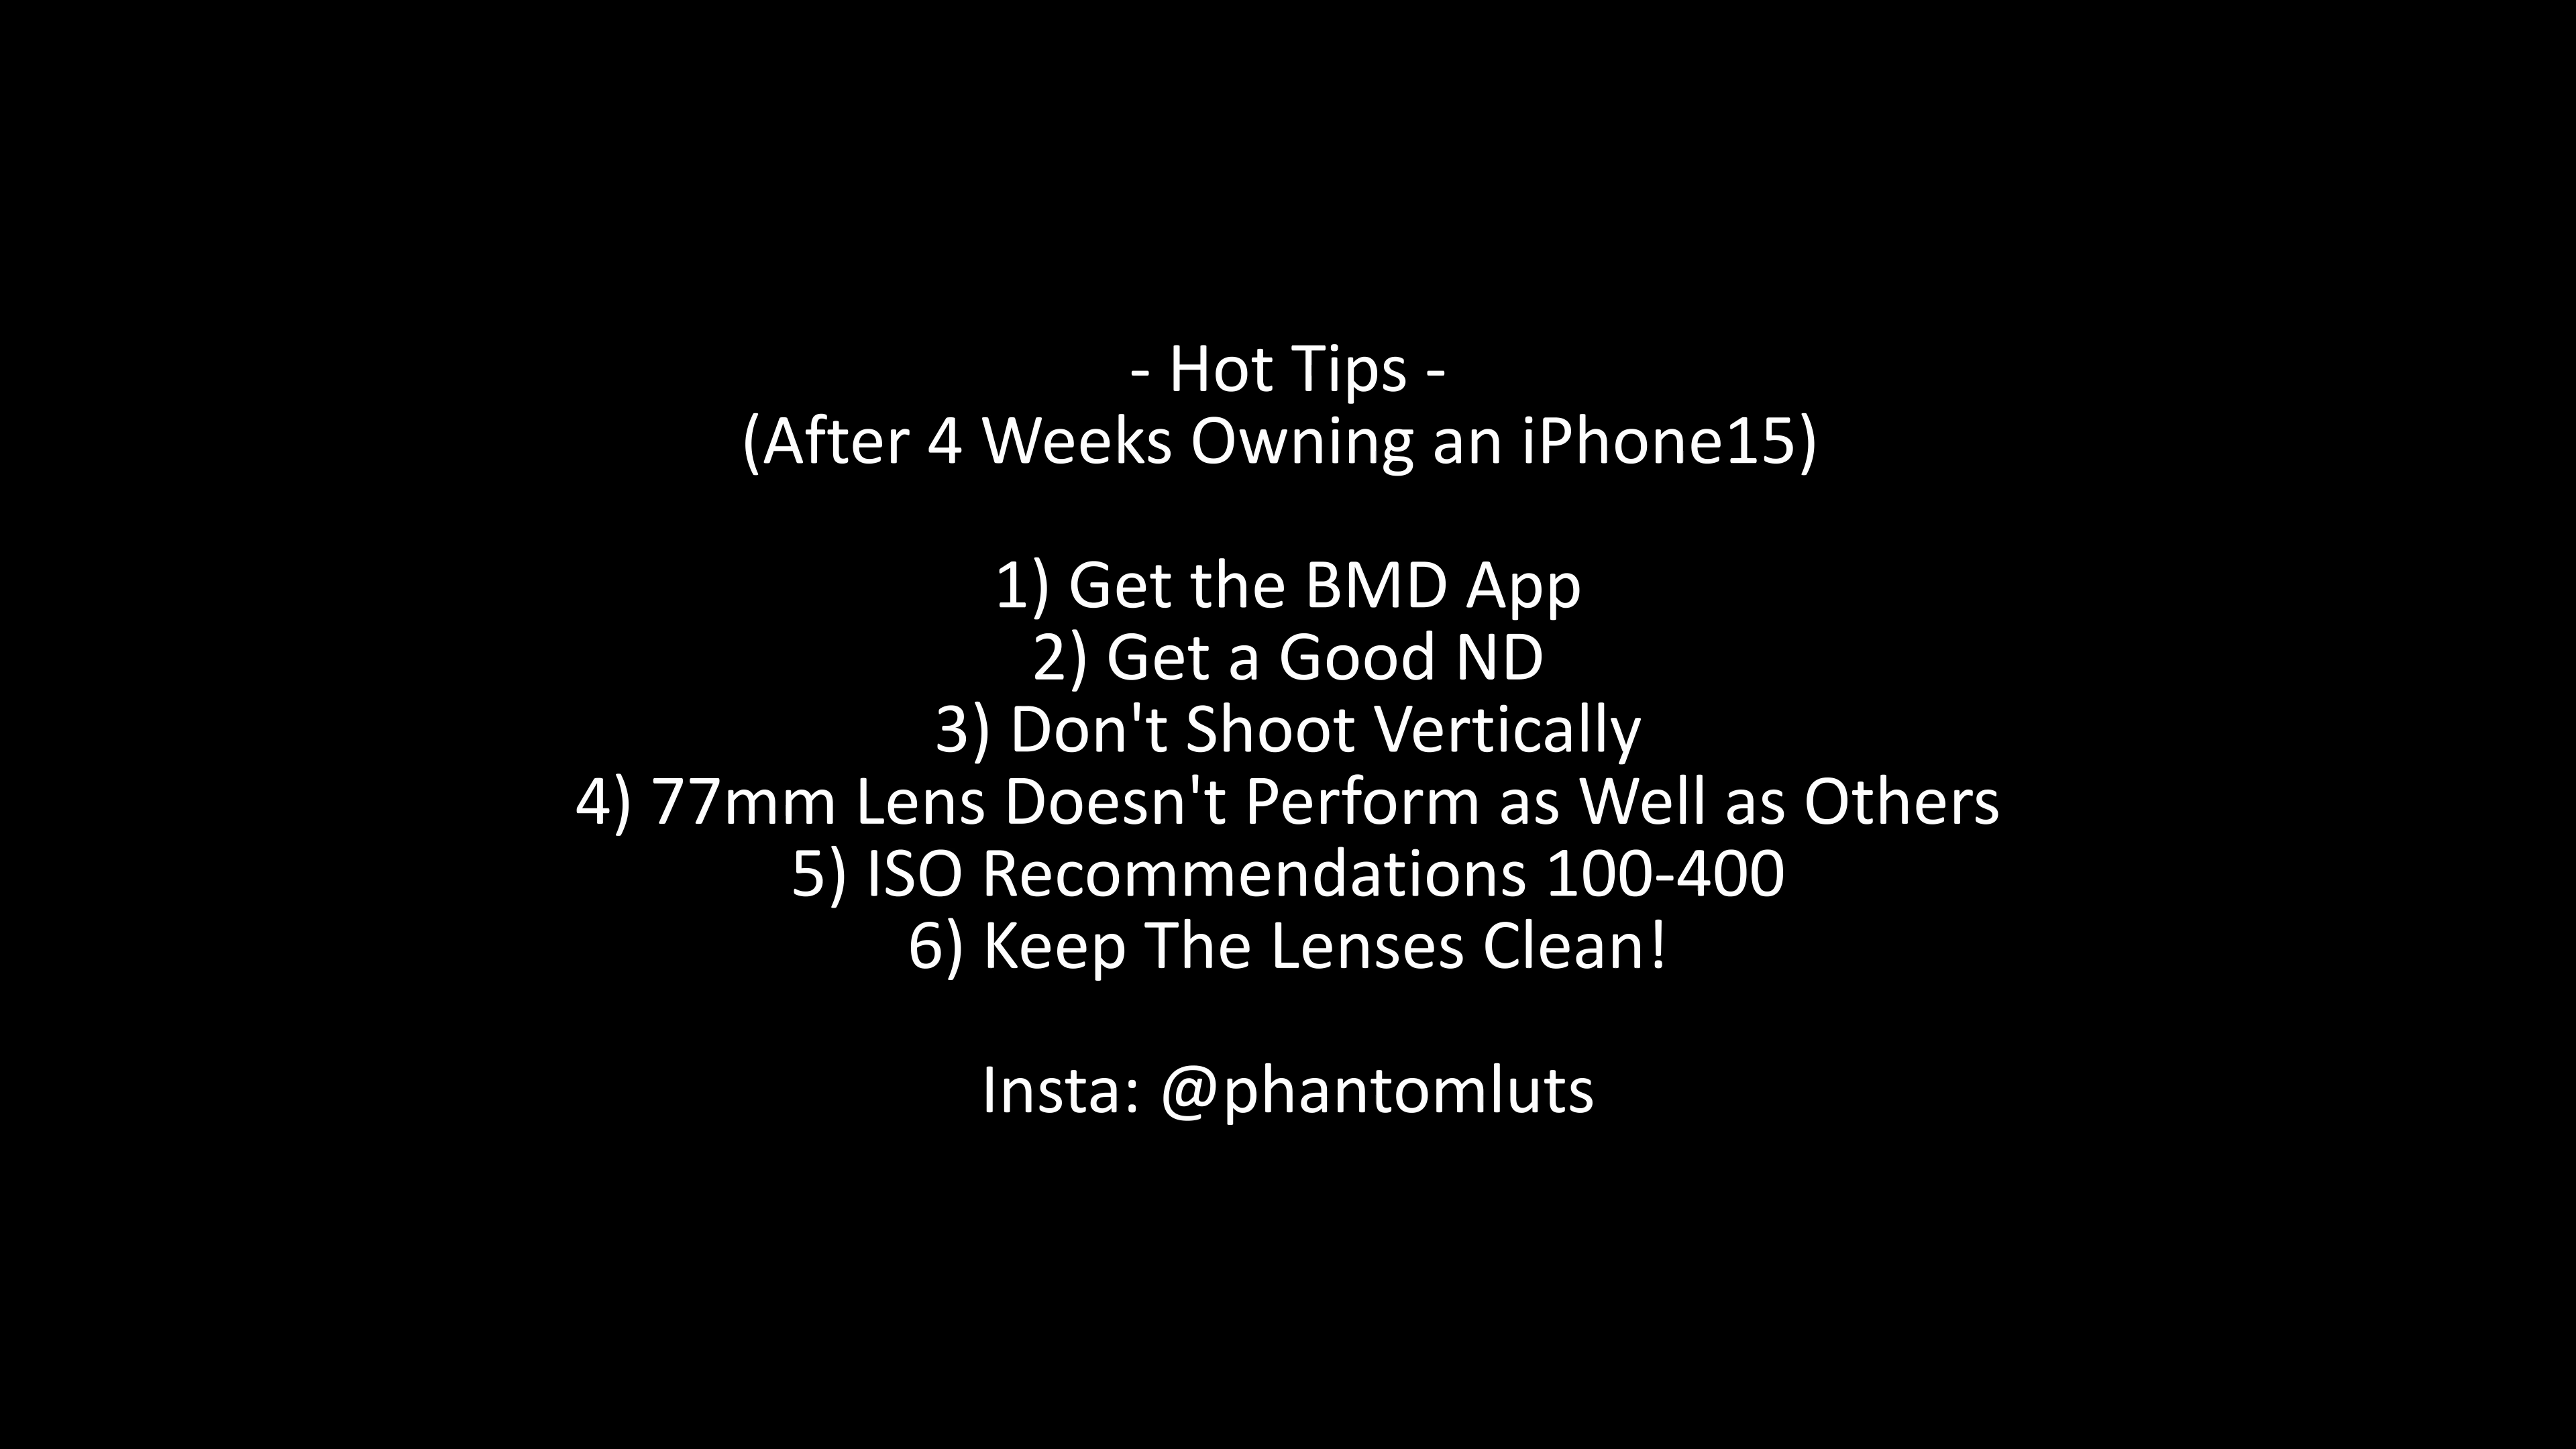 - Hot Tips -
(After 4 Weeks Owning an iPhone15)
1) Get the BMD App
2) Get a Good ND
3) Don't Shoot Vertically
4) 77mm Lens Doesn't Perform as Well as Others
5) ISO Recommendations 100-400
6) Keep The Lenses Clean!
Insta: @phantomluts